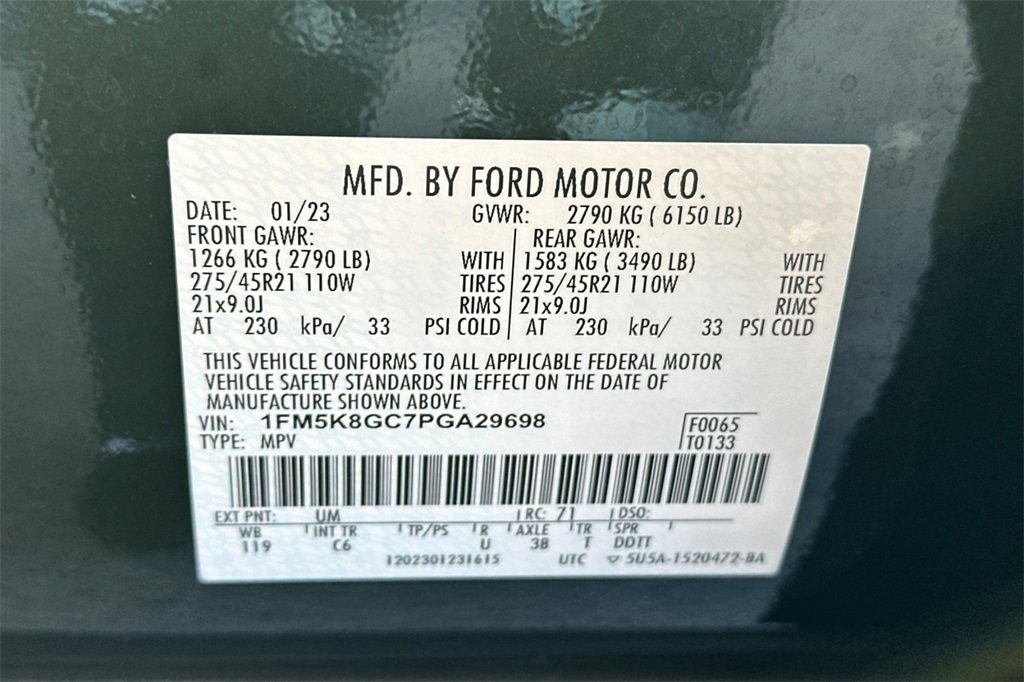 MFD. BY FORD MOTOR CO.
DATE: 01/23 GVWR: 2790 KG ( 6150 LB)
FRONT GAWR: REAR GAWR:
1266 KG ( 2790 LB) WITH 1583 KG ( 3490 LB) WITH
275/45R21 110W TIRES 275/45R21 110W TIRES
21x9.0J RIMS 21x9.0J RIMS
AT 230 kPa/ 33 PSI COLD AT 230 kPa/ 33 PSI COLD
THIS VEHICLE CONFORMS TO ALL APPLICABLE FEDERAL MOTOR
VEHICLE SAFETY STANDARDS IN EFFECT ON THE DATE OF
MANUFACTURE SHOWN ABOVE.
VIN: 1FM5K8GC7PGA29698 F0065
TYPE: MPV T0133
EXT PNT: UM RC: 71 DSO:
WB INT TR TP/PS R AXLE TR SPR
119 C6 U 3B T DDTT
1202301231615 UTC ▽ 5U5A-1520472-BA